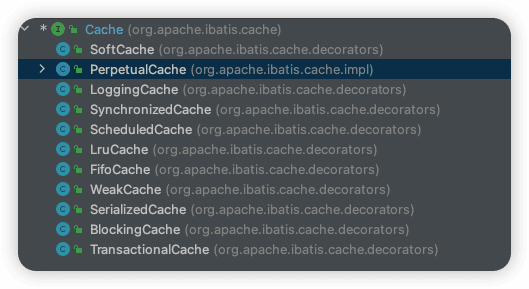 * I Cache (org.apache.ibatis.cache)
C SoftCache (org.apache.ibatis.cache.decorators)
C PerpetualCache (org.apache.ibatis.cache.impl)
C LoggingCache (org.apache.ibatis.cache.decorators)
C SynchronizedCache (org.apache.ibatis.cache.decorators)
C ScheduledCache (org.apache.ibatis.cache.decorators)
C LruCache (org.apache.ibatis.cache.decorators)
C FifoCache (org.apache.ibatis.cache.decorators)
C WeakCache (org.apache.ibatis.cache.decorators)
C SerializedCache (org.apache.ibatis.cache.decorators)
C BlockingCache (org.apache.ibatis.cache.decorators)
C TransactionalCache (org.apache.ibatis.cache.decorators)